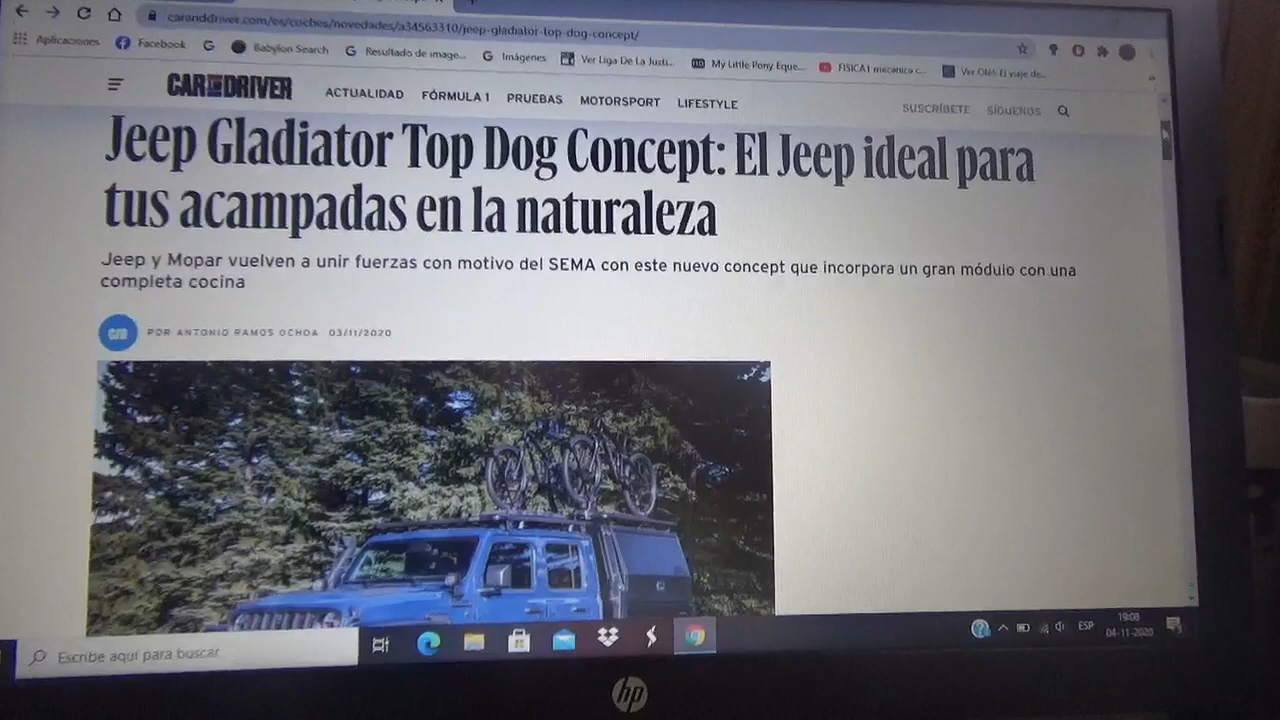 caranddriver.com/es/coches/novedades/a34563310/jeep-gladiator-top-dog-concept/
Aplicaciones Facebook Babylon Search Resultado de image... Imágenes Ver Liga De La Justi... My Little Pony Eque... FISICA1 mecánica c... Ver Olé! El viaje de...
CAR AND DRIVER ACTUALIDAD FÓRMULA 1 PRUEBAS MOTORSPORT LIFESTYLE SUSCRÍBETE SÍGUENOS
Jeep Gladiator Top Dog Concept: El Jeep ideal para
tus acampadas en la naturaleza
Jeep y Mopar vuelven a unir fuerzas con motivo del SEMA con este nuevo concept que incorpora un gran módulo con una
completa cocina
POR ANTONIO RAMOS OCHOA 03/11/2020
Escribe aquí para buscar
ESP
19:08
04-11-2020
hp